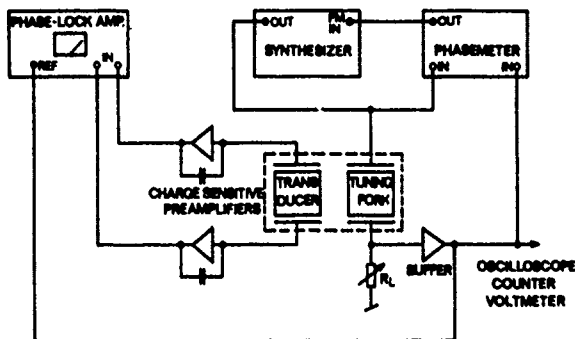 PHASE-LOCK AMP.
REF
IN
OUT
FM
IN
SYNTHESIZER
OUT
PHASEMETER
IN
IN
CHARGE SENSITIVE
PREAMPLIFIERS
TRANS
DUCER
TUNING
FORK
RL
BUFFER
OSCILLOSCOPE
COUNTER
VOLTMETER